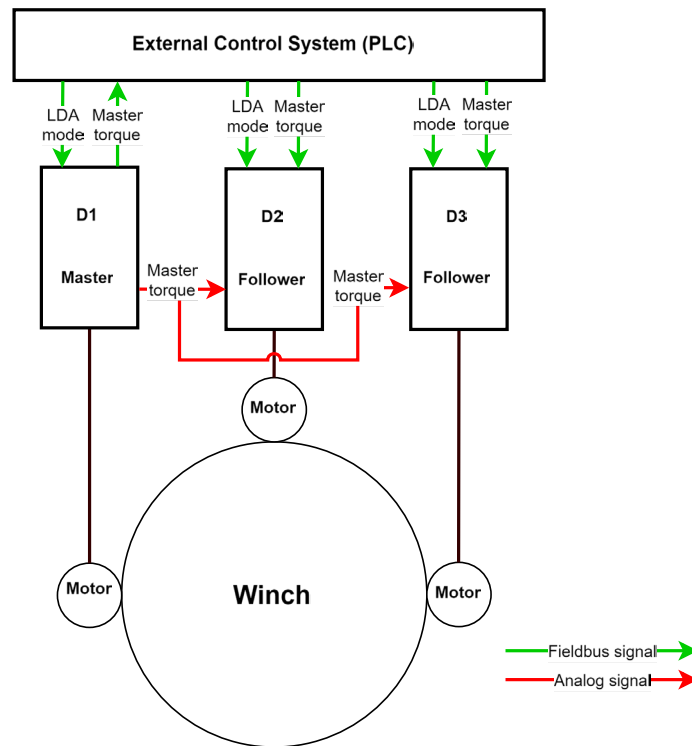 External Control System (PLC)
LDA
mode
Master
torque
LDA
mode
Master
torque
LDA
mode
Master
torque
D1
Master
D2
Follower
D3
Follower
Master
torque
Master
torque
Motor
Motor
Winch
Motor
Fieldbus signal
Analog signal